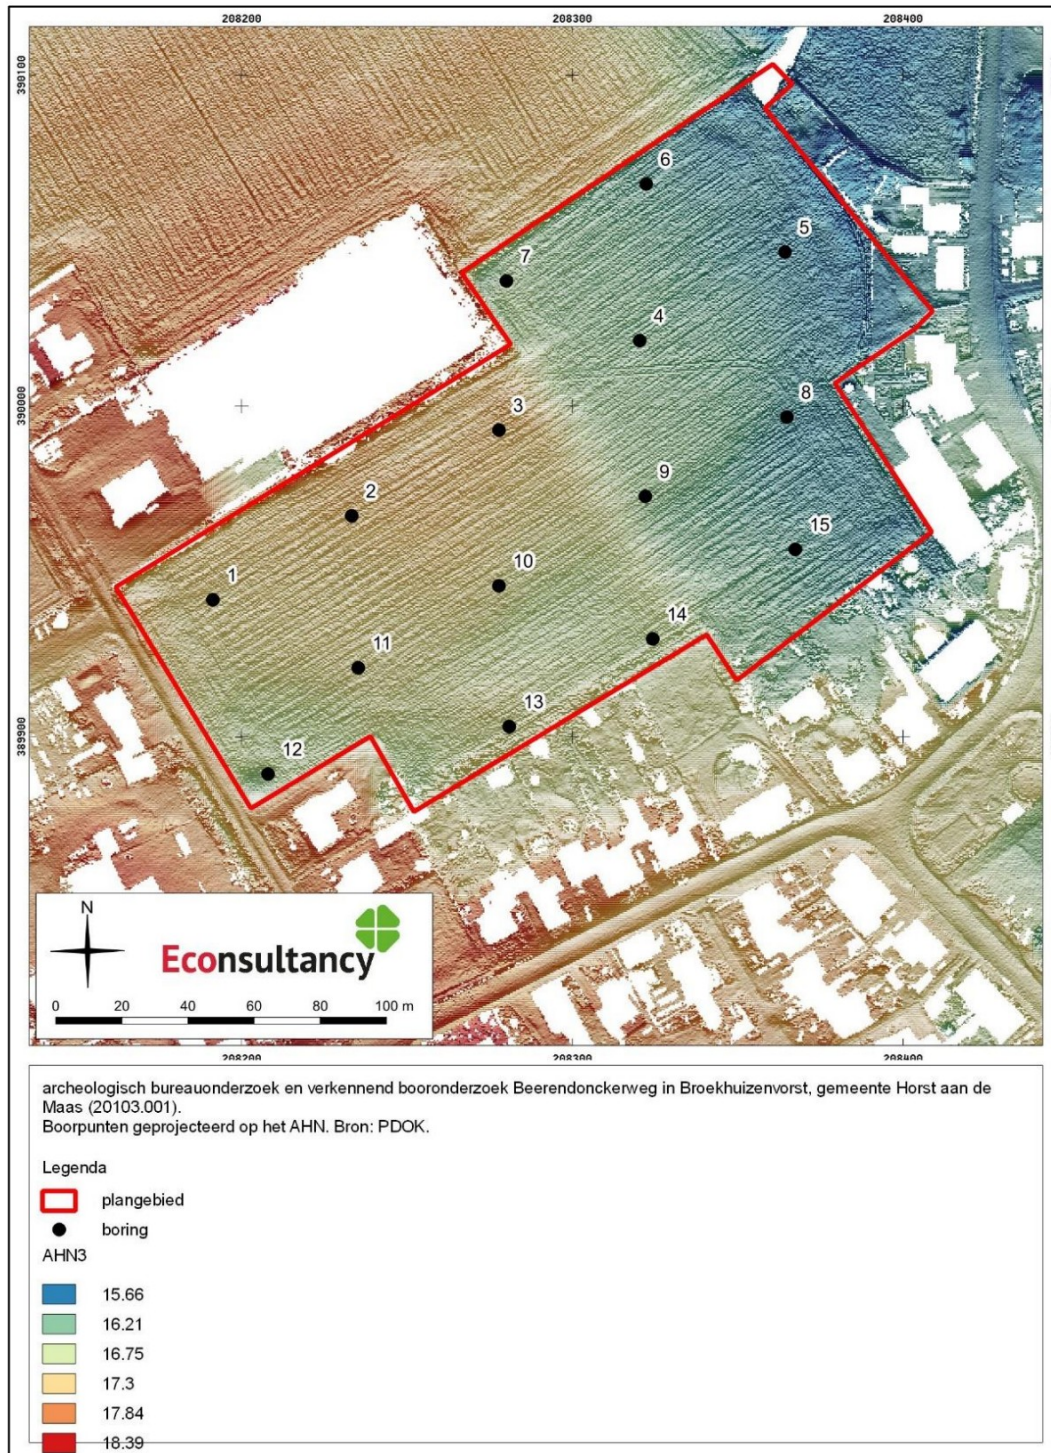 208200 208300 208400
390100
6
5
7
4
390000
3
8
2
9
15
1
10
14
11
13
389900
12
N
Econsultancy
0 20 40 60 80 100 m
208200 208300 208400
archeologisch bureauonderzoek en verkennend booronderzoek Beerendonckerweg in Broekhuizenvorst, gemeente Horst aan de
Maas (20103.001).
Boorpunten geprojecteerd op het AHN. Bron: PDOK.
Legenda
plangebied
boring
AHN3
15.66
16.21
16.75
17.3
17.84
18.39